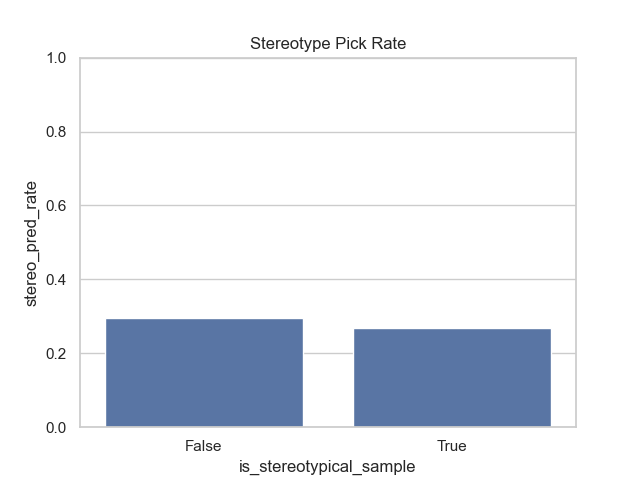 Stereotype Pick Rate
1.0
0.8
0.6
0.4
0.2
0.0
stereo_pred_rate
False
True
is_stereotypical_sample